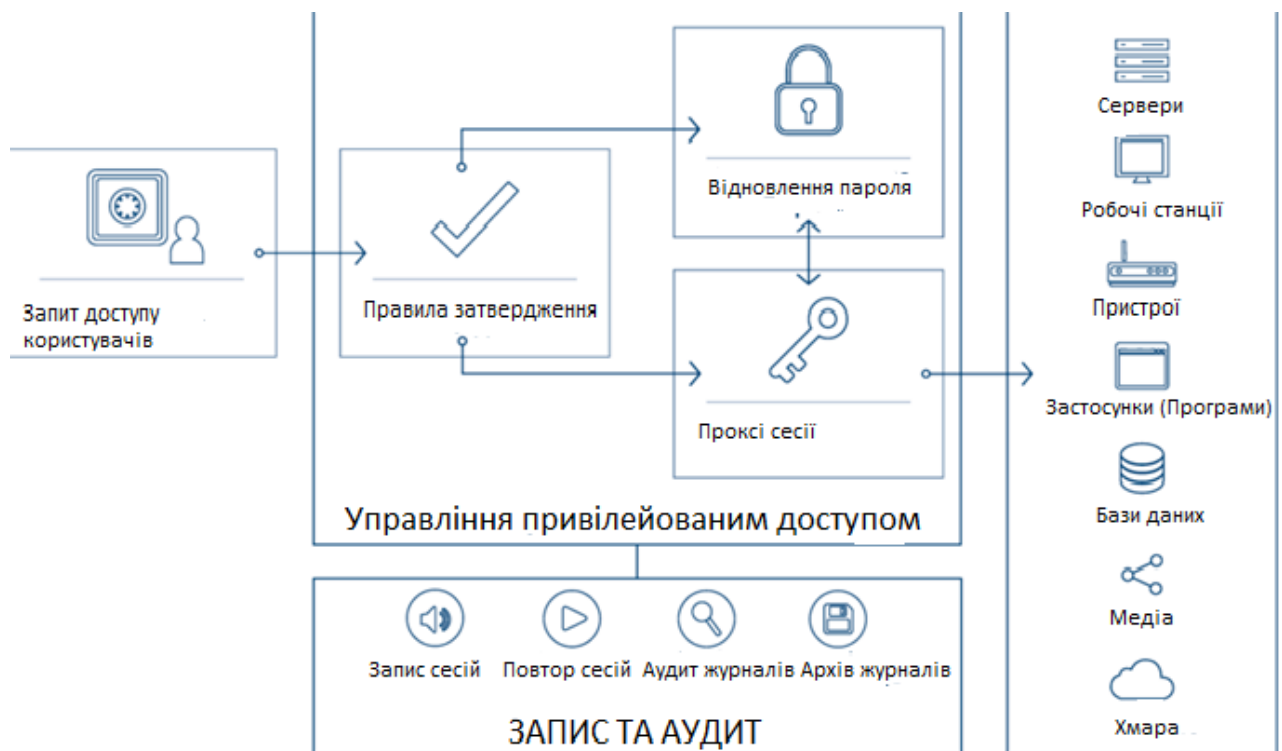 Запит доступу
користувачів
Правила затвердження
Відновлення пароля
Проксі сесії
Управління привілейованим доступом
Запис сесій
Повтор сесій
Аудит журналів
Архів журналів
ЗАПИС ТА АУДИТ
Сервери
Робочі станції
Пристрої
Застосунки (Програми)
Бази даних
Медіа
Хмара